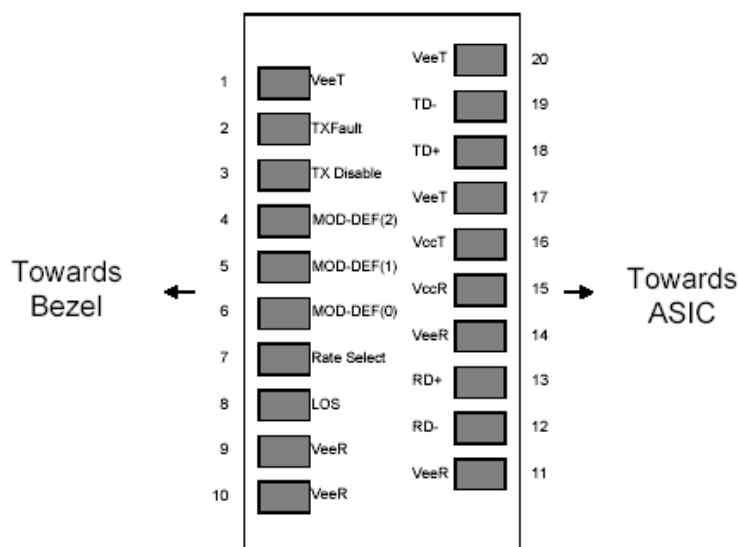 1 VeeT
2 TXFault
3 TX Disable
4 MOD-DEF(2)
5 MOD-DEF(1)
6 MOD-DEF(0)
7 Rate Select
8 LOS
9 VeeR
10 VeeR
VeeT 20
TD- 19
TD+ 18
VeeT 17
VccT 16
VccR 15
VeeR 14
RD+ 13
RD- 12
VeeR 11
Towards
Bezel
Towards
ASIC